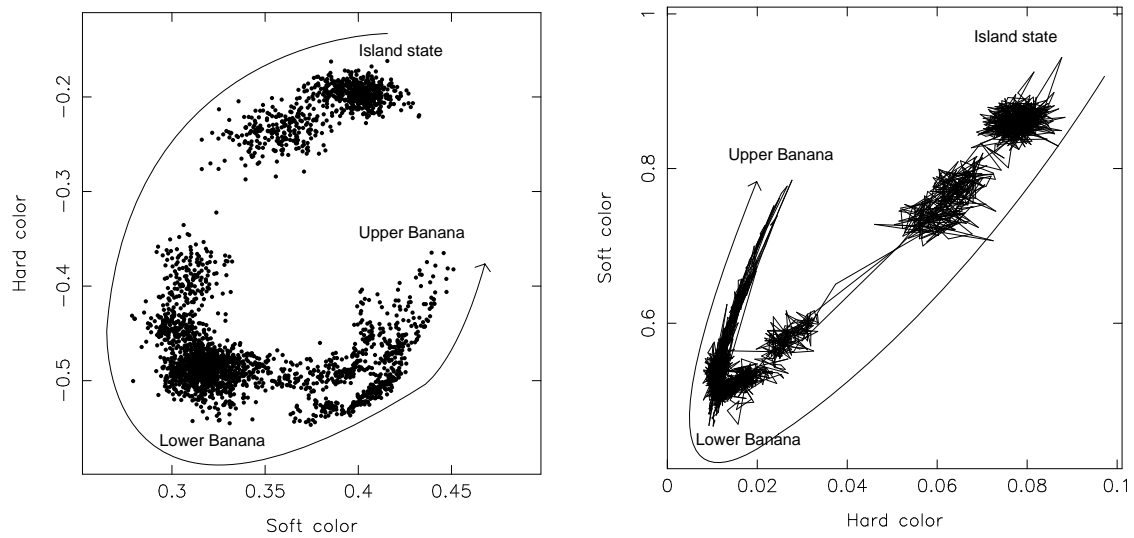 Island state
−0.2
−0.3
Hard color
Upper Banana
−0.4
−0.5
Lower Banana
0.3 0.35 0.4 0.45
Soft color
1
Island state
Upper Banana
0.8
Soft color
0.6
Lower Banana
0 0.02 0.04 0.06 0.08 0.1
Hard color